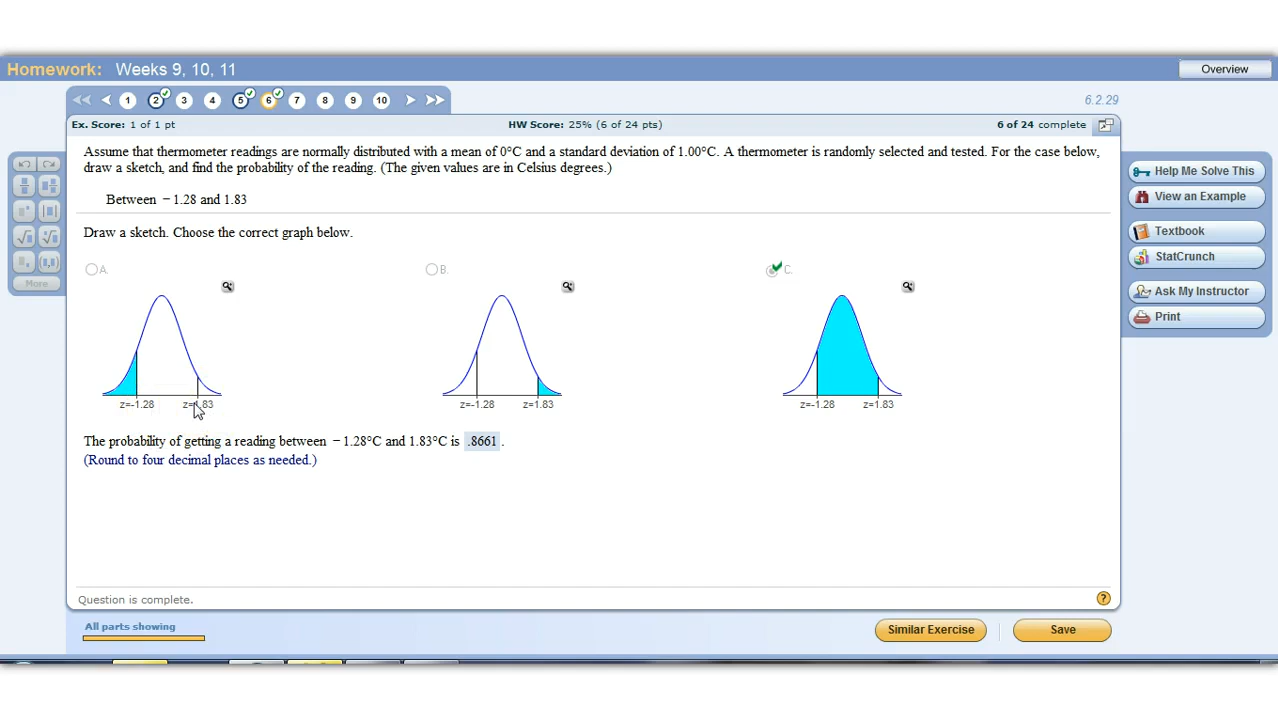 Homework: Weeks 9, 10, 11
Overview
1 2 3 4 5 6 7 8 9 10
6.2.29
Ex. Score: 1 of 1 pt
HW Score: 25% (6 of 24 pts)
6 of 24 complete
Assume that thermometer readings are normally distributed with a mean of 0°C and a standard deviation of 1.00°C. A thermometer is randomly selected and tested. For the case below,
draw a sketch, and find the probability of the reading. (The given values are in Celsius degrees.)
Between −1.28 and 1.83
Draw a sketch. Choose the correct graph below.
A.
B.
C.
z=-1.28 z=1.83
z=-1.28 z=1.83
z=-1.28 z=1.83
The probability of getting a reading between −1.28°C and 1.83°C is .8661 .
(Round to four decimal places as needed.)
More
Help Me Solve This
View an Example
Textbook
StatCrunch
Ask My Instructor
Print
Question is complete.
?
All parts showing
Similar Exercise
Save